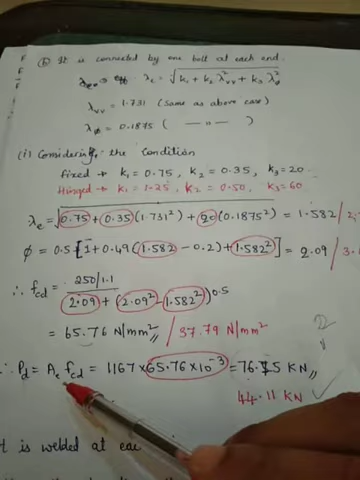 (b) It is connected by one bolt at each end.
eff. λe = √k1 + k2 λ²vv + k3 λ²φ
λvv = 1.731 (same as above case)
λφ = 0.1875 ( — 〃 — )
(i) Considering the condition
fixed → k1 = 0.75, k2 = 0.35, k3 = 20
Hinged → k1 = 1.25, k2 = 0.50, k3 = 60
λe = √0.75 + 0.35(1.731²) + 20(0.1875²) = 1.582 / 2.
φ = 0.5[1 + 0.49(1.582 - 0.2) + 1.582²] = 2.09 / 3.
∴ fcd = 250/1.1
2.09 + (2.09² - 1.582²)0.5
= 65.76 N/mm² / 37.79 N/mm²
∴ Pd = Ae fcd = 1167 × 65.76 × 10⁻³ = 76.75 KN
44.11 KN ✓
it is welded at eac